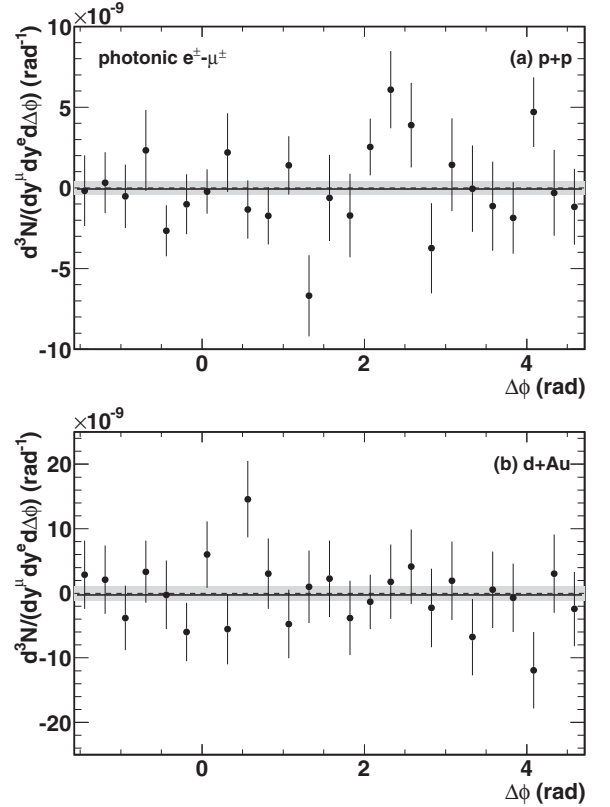 ×10⁻⁹
photonic e±-μ±
(a) p+p
d³N/(dy^μ dy^e dΔφ) (rad⁻¹)
5
0
-5
-10
0
2
4
Δφ (rad)
×10⁻⁹
(b) d+Au
d³N/(dy^μ dy^e dΔφ) (rad⁻¹)
20
10
0
-10
-20
0
2
4
Δφ (rad)